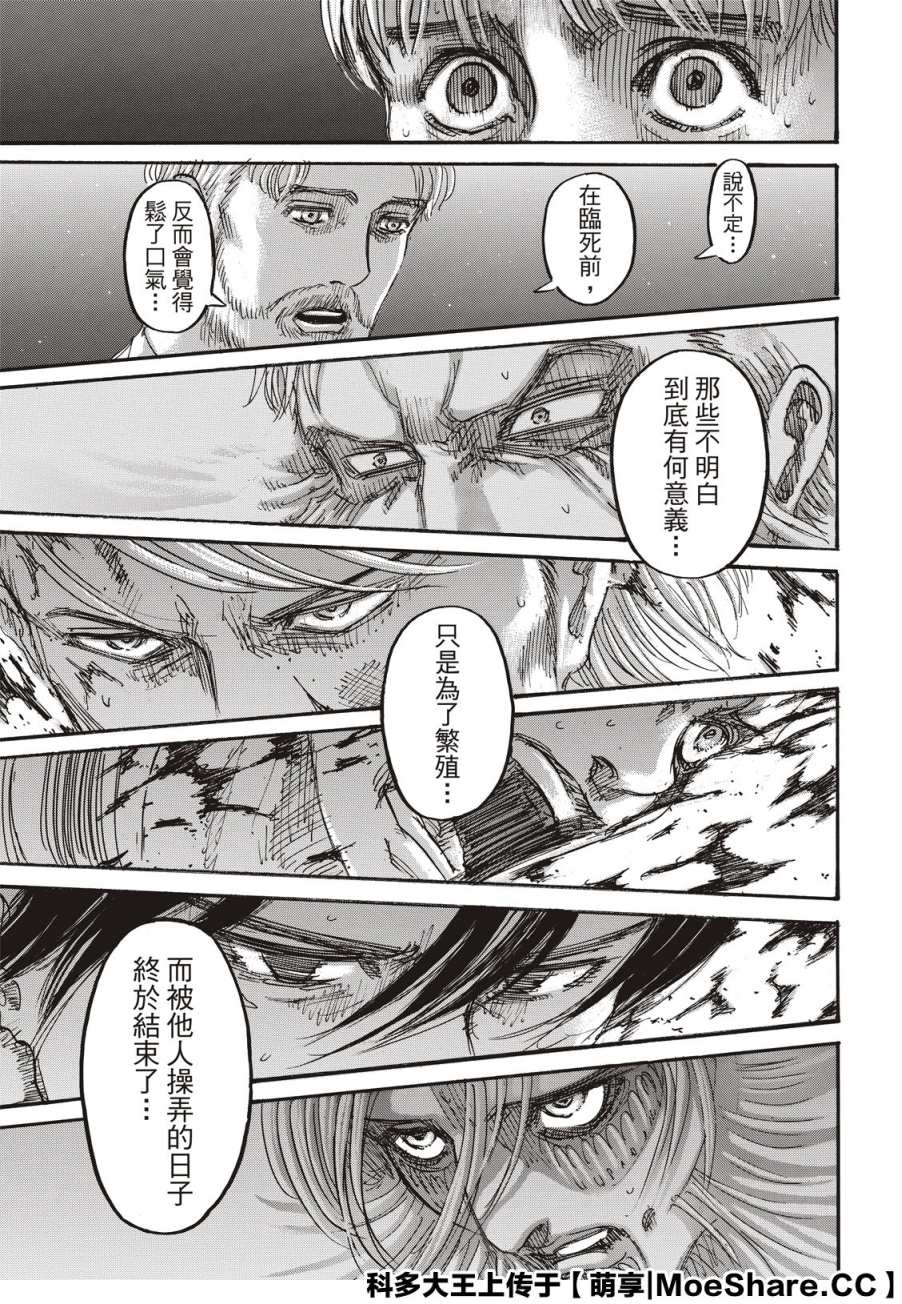 說不定…
在臨死前，
反而會覺得
鬆了口氣…
那些不明白
到底有何意義…
只是為了繁殖…
而被他人操弄的日子
終於結束了…
科多大王上传于【萌享|MoeShare.CC】